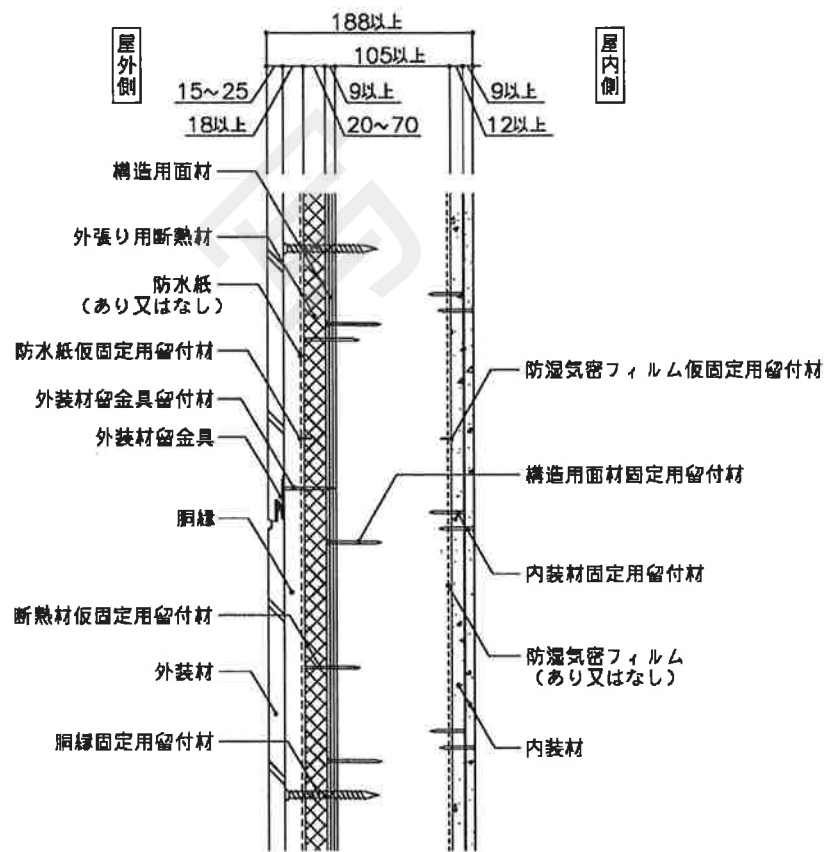 188以上
屋外側
105以上
屋内側
15~25
9以上
9以上
18以上
20~70
12以上
写
構造用面材
外張り用断熱材
防水紙
(あり又はなし)
防水紙仮固定用留付材
防湿気密フィルム仮固定用留付材
外装材留金具留付材
外装材留金具
構造用面材固定用留付材
胴縁
内装材固定用留付材
断熱材仮固定用留付材
防湿気密フィルム
(あり又はなし)
外装材
胴縁固定用留付材
内装材